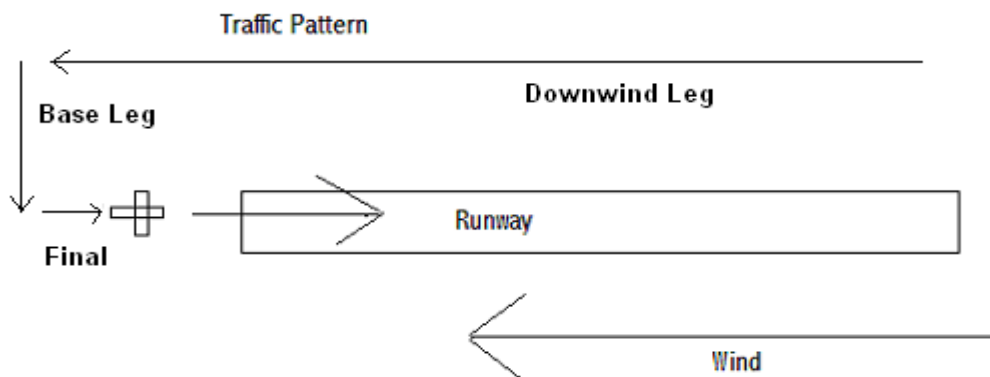 Traffic Pattern
Downwind Leg
Base Leg
Runway
Final
Wind